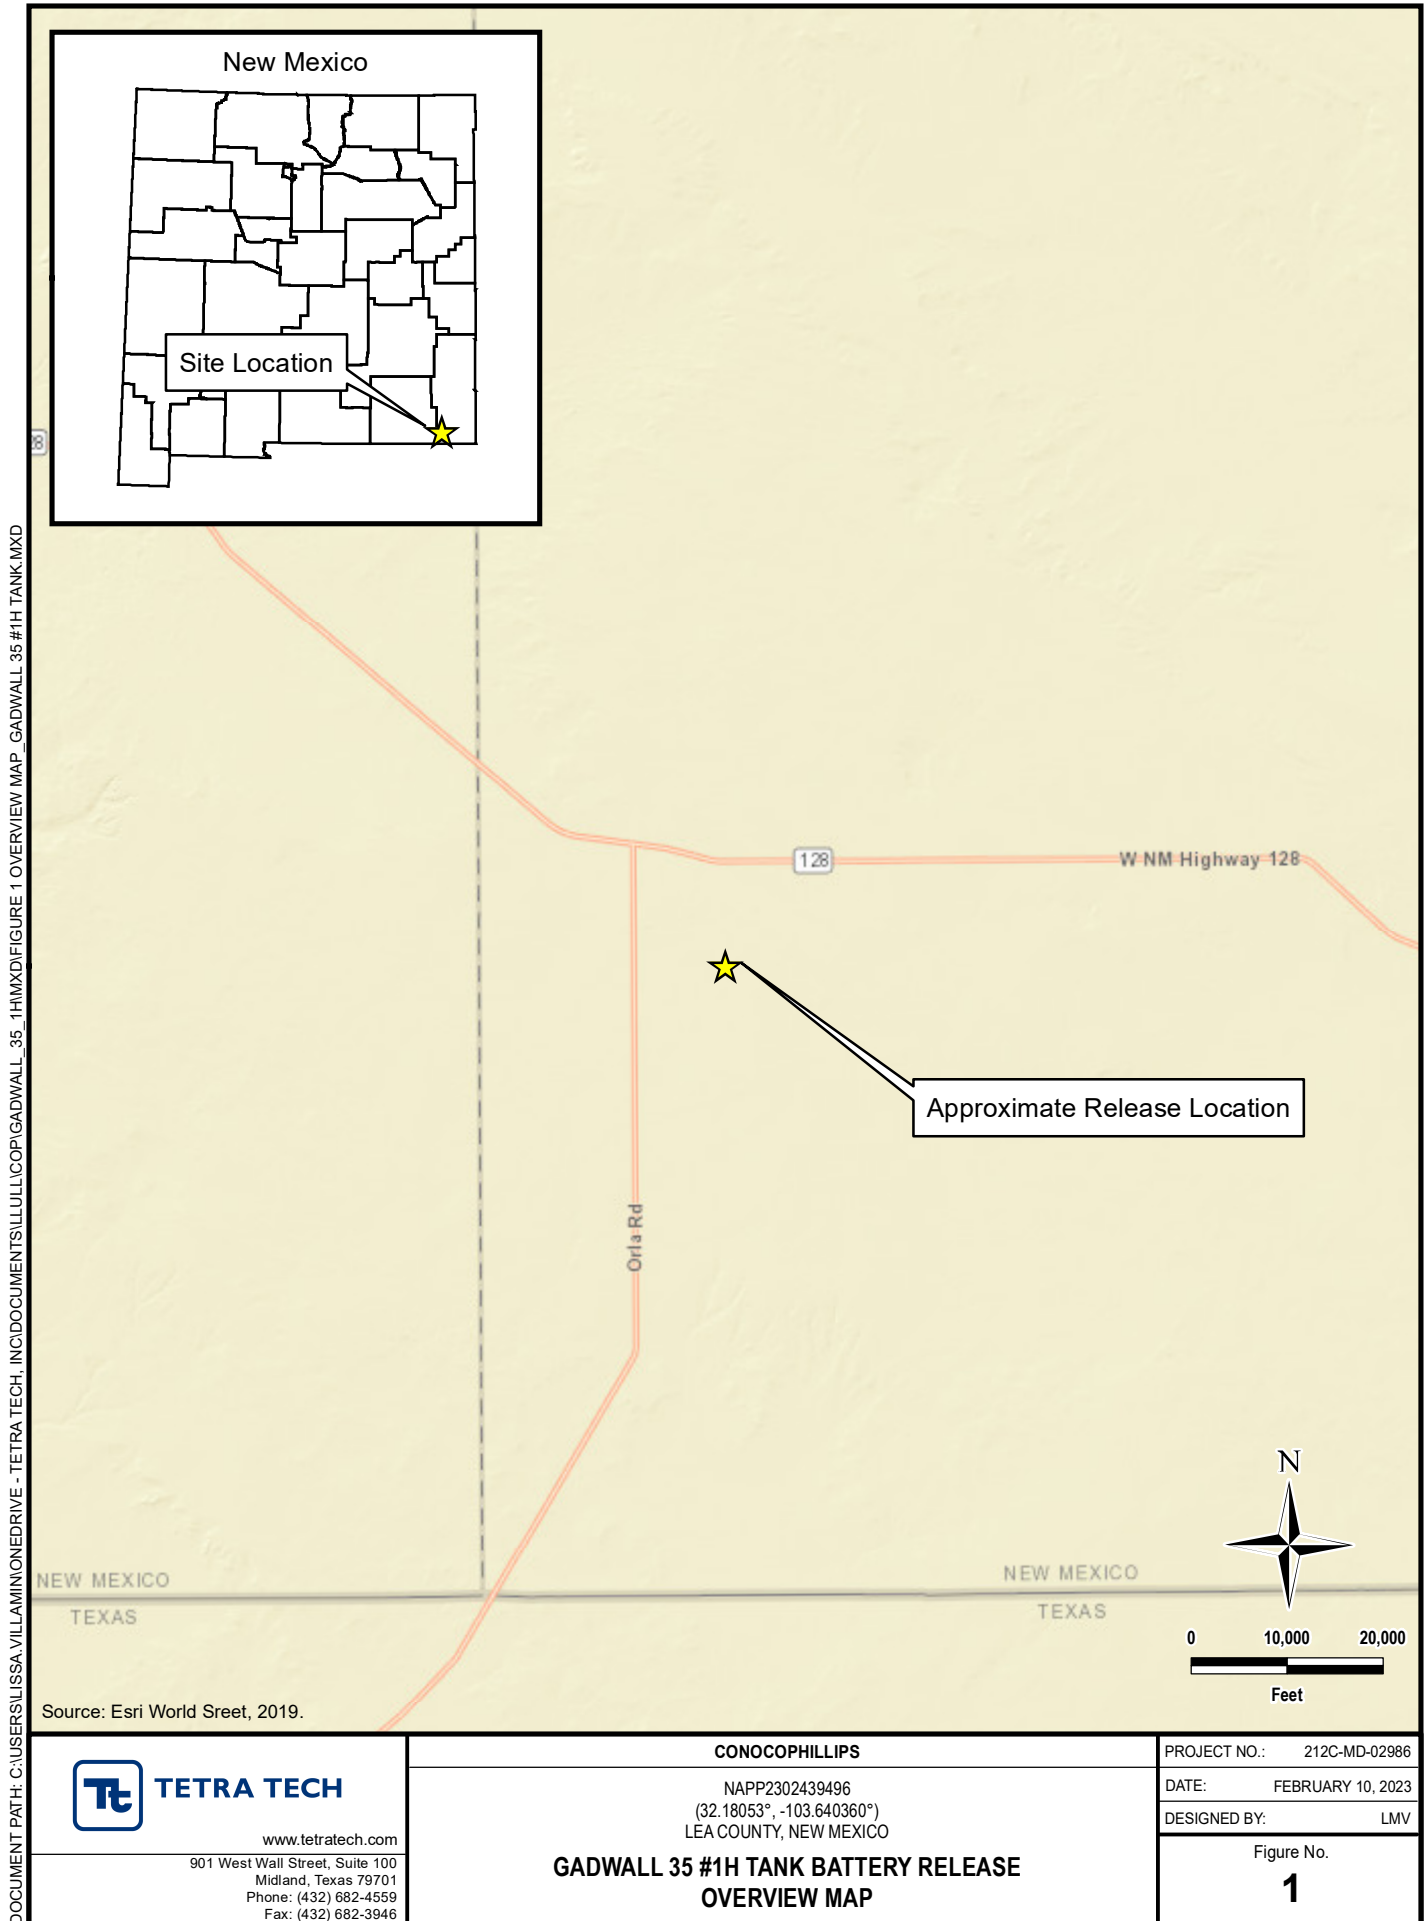 New Mexico
Site Location
28
128
W NM Highway 128
Approximate Release Location
Orla Rd
N
NEW MEXICO
NEW MEXICO
TEXAS
TEXAS
0 10,000 20,000
Feet
Source: Esri World Sreet, 2019.
DOCUMENT PATH: C:\USERS\LISSA.VILLAMIN\ONEDRIVE - TETRA TECH, INC\DOCUMENTS\LLULL\COP\GADWALL_35_1H\MXD\FIGURE 1 OVERVIEW MAP_GADWALL 35 #1H TANK.MXD
Tt TETRA TECH
www.tetratech.com
901 West Wall Street, Suite 100
Midland, Texas 79701
Phone: (432) 682-4559
Fax: (432) 682-3946
CONOCOPHILLIPS
NAPP2302439496
(32.18053°, -103.640360°)
LEA COUNTY, NEW MEXICO
GADWALL 35 #1H TANK BATTERY RELEASE
OVERVIEW MAP
PROJECT NO.: 212C-MD-02986
DATE: FEBRUARY 10, 2023
DESIGNED BY: LMV
Figure No.
1